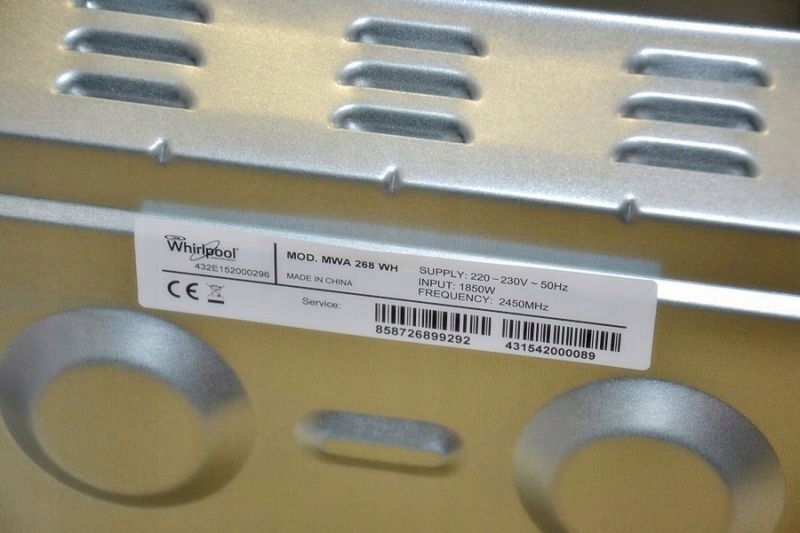 Whirlpool
432E152000296
MOD. MWA 268 WH
MADE IN CHINA
SUPPLY: 220-230V ~ 50Hz
INPUT: 1850W
FREQUENCY: 2450MHz
CE
Service:
858726899292
431542000089